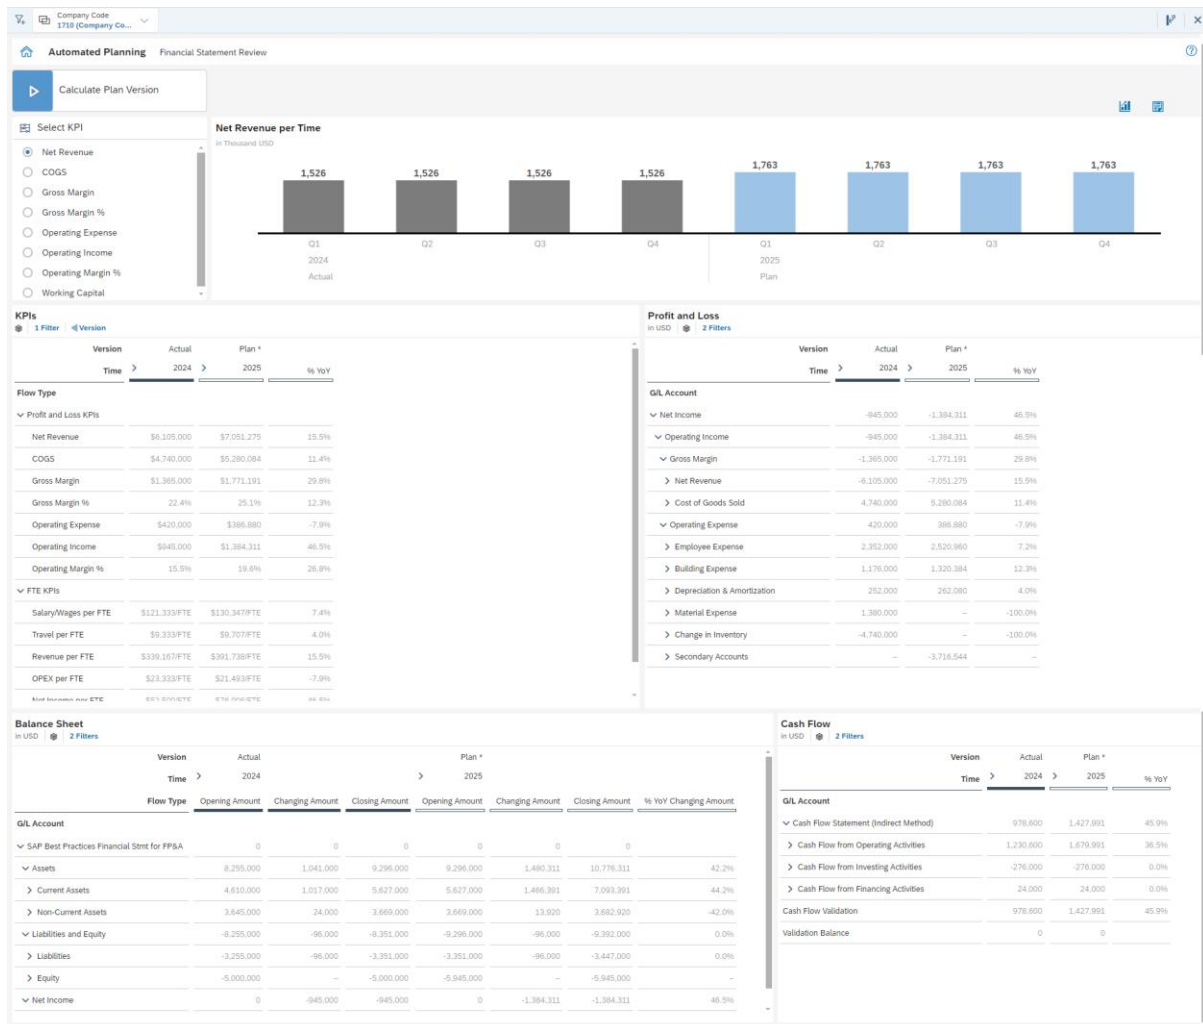 Company Code
1710 (Company Co...
Automated Planning Financial Statement Review
Calculate Plan Version
Select KPI
Net Revenue
COGS
Gross Margin
Gross Margin %
Operating Expense
Operating Income
Operating Margin %
Working Capital
Net Revenue per Time
in Thousand USD
1,526 1,526 1,526 1,526 1,763 1,763 1,763 1,763
Q1 Q2 Q3 Q4 Q1 Q2 Q3 Q4
2024 2025
Actual Plan
KPIs
1 Filter Version
Version Actual Plan *
Time 2024 2025 % YoY
Flow Type
Profit and Loss KPIs
Net Revenue $6,105,000 $7,051,275 15.5%
COGS $4,740,000 $5,280,084 11.4%
Gross Margin $1,365,000 $1,771,191 29.8%
Gross Margin % 22.4% 25.1% 12.3%
Operating Expense $420,000 $386,880 -7.9%
Operating Income $945,000 $1,384,311 46.5%
Operating Margin % 15.5% 19.6% 26.8%
FTE KPIs
Salary/Wages per FTE $121,333/FTE $130,347/FTE 7.4%
Travel per FTE $9,333/FTE $9,707/FTE 4.0%
Revenue per FTE $339,167/FTE $391,738/FTE 15.5%
OPEX per FTE $23,333/FTE $21,493/FTE -7.9%
Net Income per FTE
Profit and Loss
in USD 2 Filters
Version Actual Plan *
Time 2024 2025 % YoY
G/L Account
Net Income -945,000 -1,384,311 46.5%
Operating Income -945,000 -1,384,311 46.5%
Gross Margin -1,365,000 -1,771,191 29.8%
Net Revenue -6,105,000 -7,051,275 15.5%
Cost of Goods Sold 4,740,000 5,280,084 11.4%
Operating Expense 420,000 386,880 -7.9%
Employee Expense 2,352,000 2,520,960 7.2%
Building Expense 1,176,000 1,320,384 12.3%
Depreciation & Amortization 252,000 262,080 4.0%
Material Expense 1,380,000 – -100.0%
Change in Inventory -4,740,000 – -100.0%
Secondary Accounts – -3,716,544 –
Balance Sheet
in USD 2 Filters
Version Actual Plan *
Time 2024 2025
Flow Type Opening Amount Changing Amount Closing Amount Opening Amount Changing Amount Closing Amount % YoY Changing Amount
G/L Account
SAP Best Practices Financial Stmt for FP&A 0 0 0 0 0 0
Assets 8,255,000 1,041,000 9,296,000 9,296,000 1,480,311 10,776,311 42.2%
Current Assets 4,610,000 1,017,000 5,627,000 5,627,000 1,466,391 7,093,391 44.2%
Non-Current Assets 3,645,000 24,000 3,669,000 3,669,000 13,920 3,682,920 -42.0%
Liabilities and Equity -8,255,000 -96,000 -8,351,000 -9,296,000 -96,000 -9,392,000 0.0%
Liabilities -3,255,000 -96,000 -3,351,000 -3,351,000 -96,000 -3,447,000 0.0%
Equity -5,000,000 – -5,000,000 -5,945,000 – -5,945,000 –
Net Income 0 -945,000 -945,000 0 -1,384,311 -1,384,311 46.5%
Cash Flow
in USD 2 Filters
Version Actual Plan *
Time 2024 2025 % YoY
G/L Account
Cash Flow Statement (Indirect Method) 978,600 1,427,991 45.9%
Cash Flow from Operating Activities 1,230,600 1,679,991 36.5%
Cash Flow from Investing Activities -276,000 -276,000 0.0%
Cash Flow from Financing Activities 24,000 24,000 0.0%
Cash Flow Validation 978,600 1,427,991 45.9%
Validation Balance 0 0